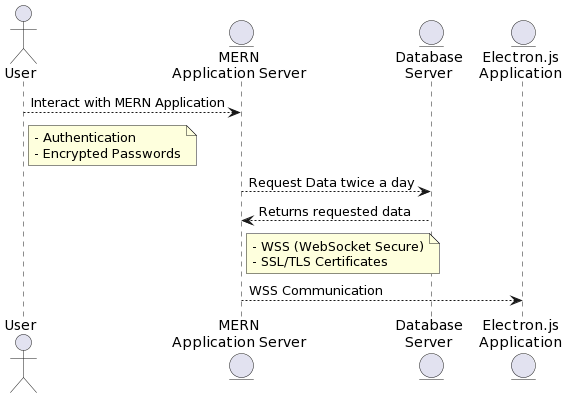 User
MERN
Application Server
Database
Server
Electron.js
Application
Interact with MERN Application
- Authentication
- Encrypted Passwords
Request Data twice a day
Returns requested data
- WSS (WebSocket Secure)
- SSL/TLS Certificates
WSS Communication
User
MERN
Application Server
Database
Server
Electron.js
Application